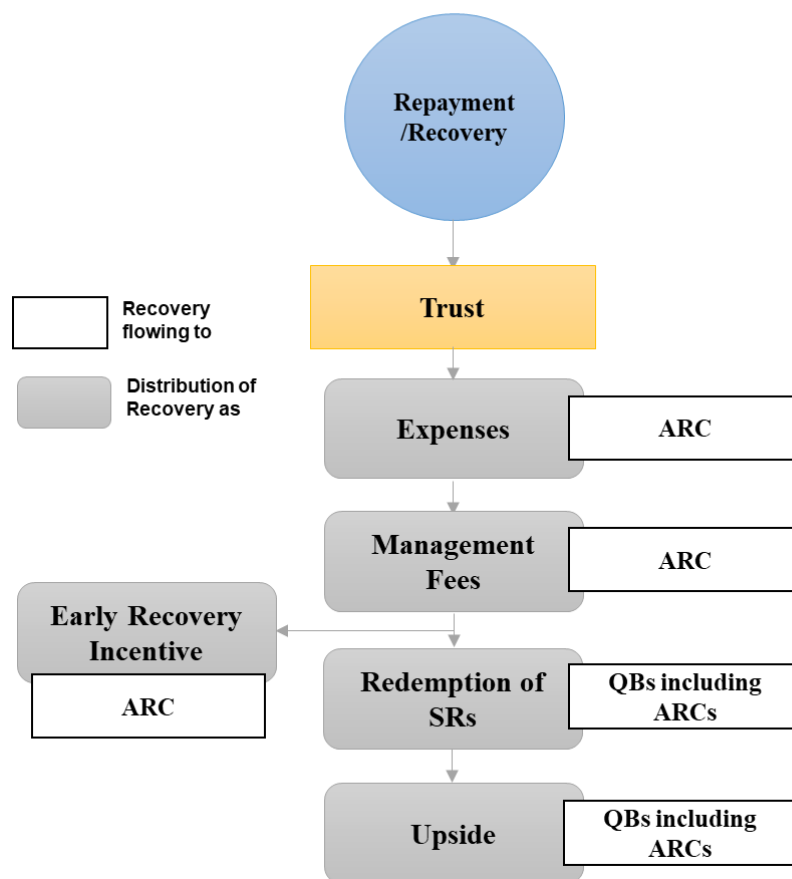 Repayment
/Recovery
Trust
Recovery
flowing to
Distribution of
Recovery as
Expenses
ARC
Management
Fees
ARC
Early Recovery
Incentive
ARC
Redemption of
SRs
QBs including
ARCs
Upside
QBs including
ARCs